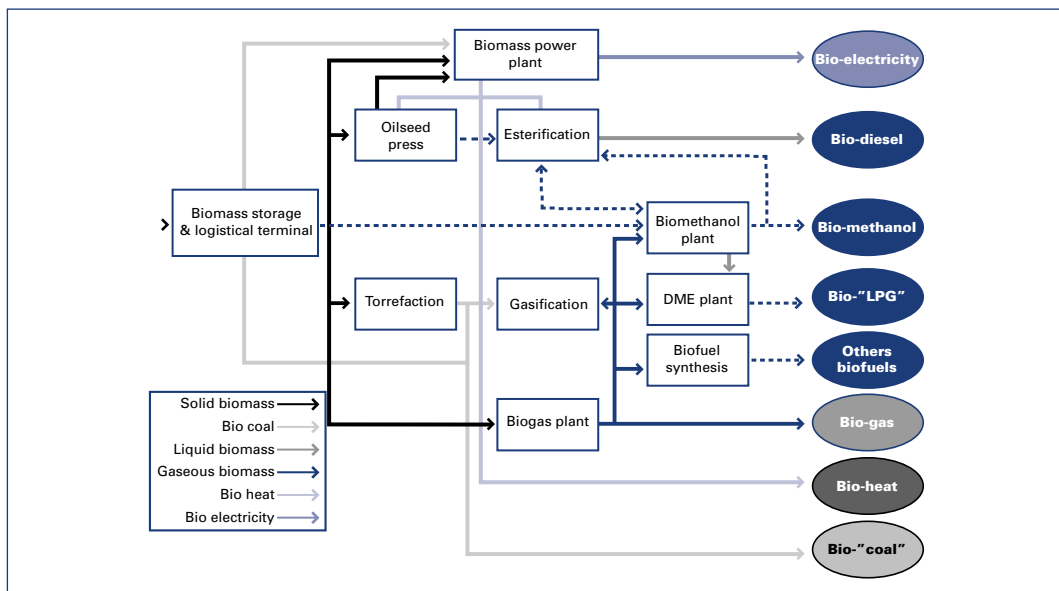 Biomass power
plant
Bio-electricity
Oilseed
press
Esterification
Bio-diesel
Biomass storage
& logistical terminal
Biomethanol
plant
Bio-methanol
Torrefaction
Gasification
DME plant
Bio-”LPG”
Biofuel
synthesis
Others
biofuels
Biogas plant
Bio-gas
Bio-heat
Bio-”coal”
Solid biomass
Bio coal
Liquid biomass
Gaseous biomass
Bio heat
Bio electricity